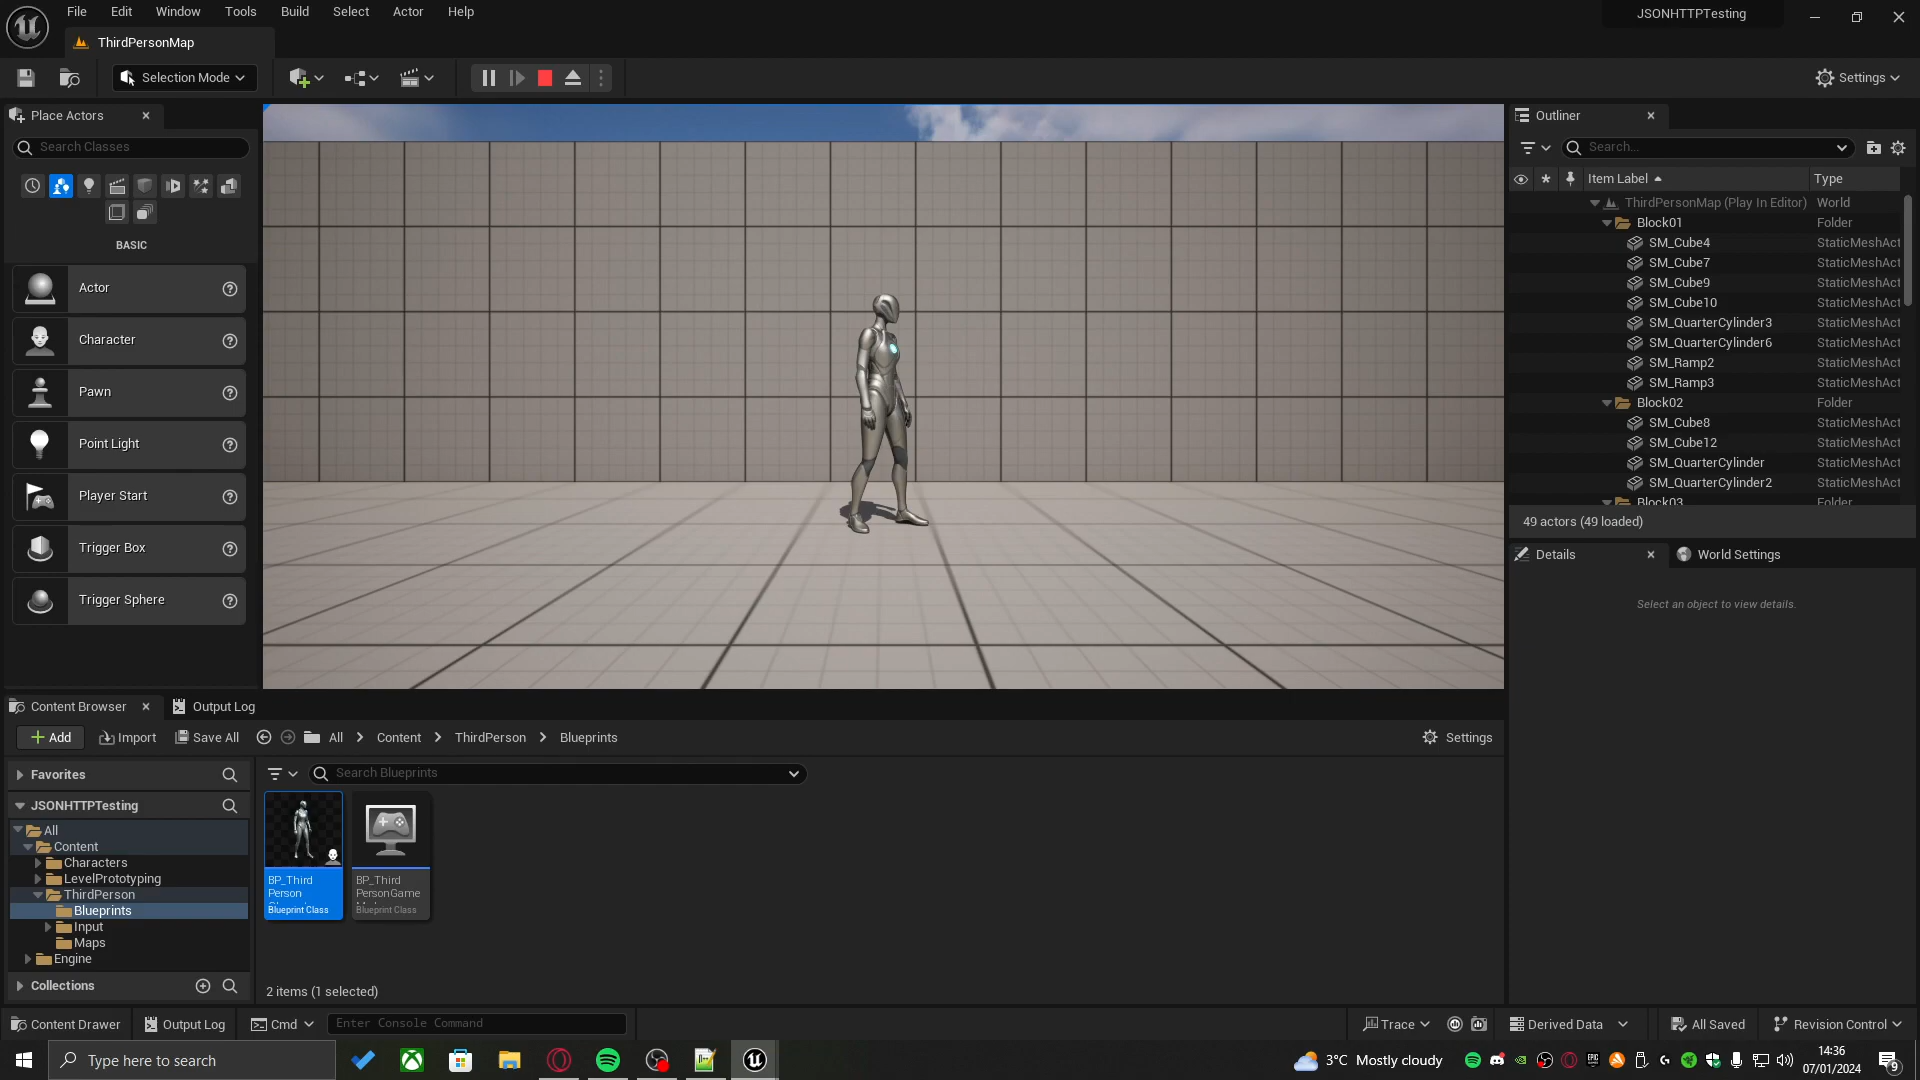 File Edit Window Tools Build Select Actor Help
JSONHTTPTesting
ThirdPersonMap
Selection Mode
Settings
Place Actors
Search Classes
BASIC
Actor
Character
Pawn
Point Light
Player Start
Trigger Box
Trigger Sphere
Outliner
Search...
Item Label Type
ThirdPersonMap (Play In Editor) World
Block01 Folder
SM_Cube4 StaticMeshAct
SM_Cube7 StaticMeshAct
SM_Cube9 StaticMeshAct
SM_Cube10 StaticMeshAct
SM_QuarterCylinder3 StaticMeshAct
SM_QuarterCylinder6 StaticMeshAct
SM_Ramp2 StaticMeshAct
SM_Ramp3 StaticMeshAct
Block02 Folder
SM_Cube8 StaticMeshAct
SM_Cube12 StaticMeshAct
SM_QuarterCylinder StaticMeshAct
SM_QuarterCylinder2 StaticMeshAct
Block03 Folder
49 actors (49 loaded)
Details World Settings
Select an object to view details.
Content Browser Output Log
Add Import Save All All Content ThirdPerson Blueprints Settings
Favorites
JSONHTTPTesting
All
Content
Characters
LevelPrototyping
ThirdPerson
Blueprints
Input
Maps
Engine
Collections
Search Blueprints
BP_Third
Person
Blueprint Class
BP_Third
PersonGame
Blueprint Class
2 items (1 selected)
Content Drawer Output Log Cmd Enter Console Command Trace Derived Data All Saved Revision Control
Type here to search
3°C Mostly cloudy
14:36
07/01/2024
9